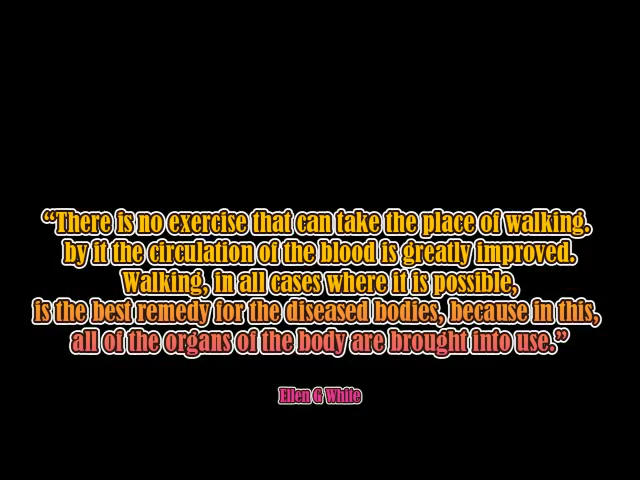 “There is no exercise that can take the place of walking.
by it the circulation of the blood is greatly improved.
Walking, in all cases where it is possible,
is the best remedy for the diseased bodies, because in this,
all of the organs of the body are brought into use.”
Ellen G White